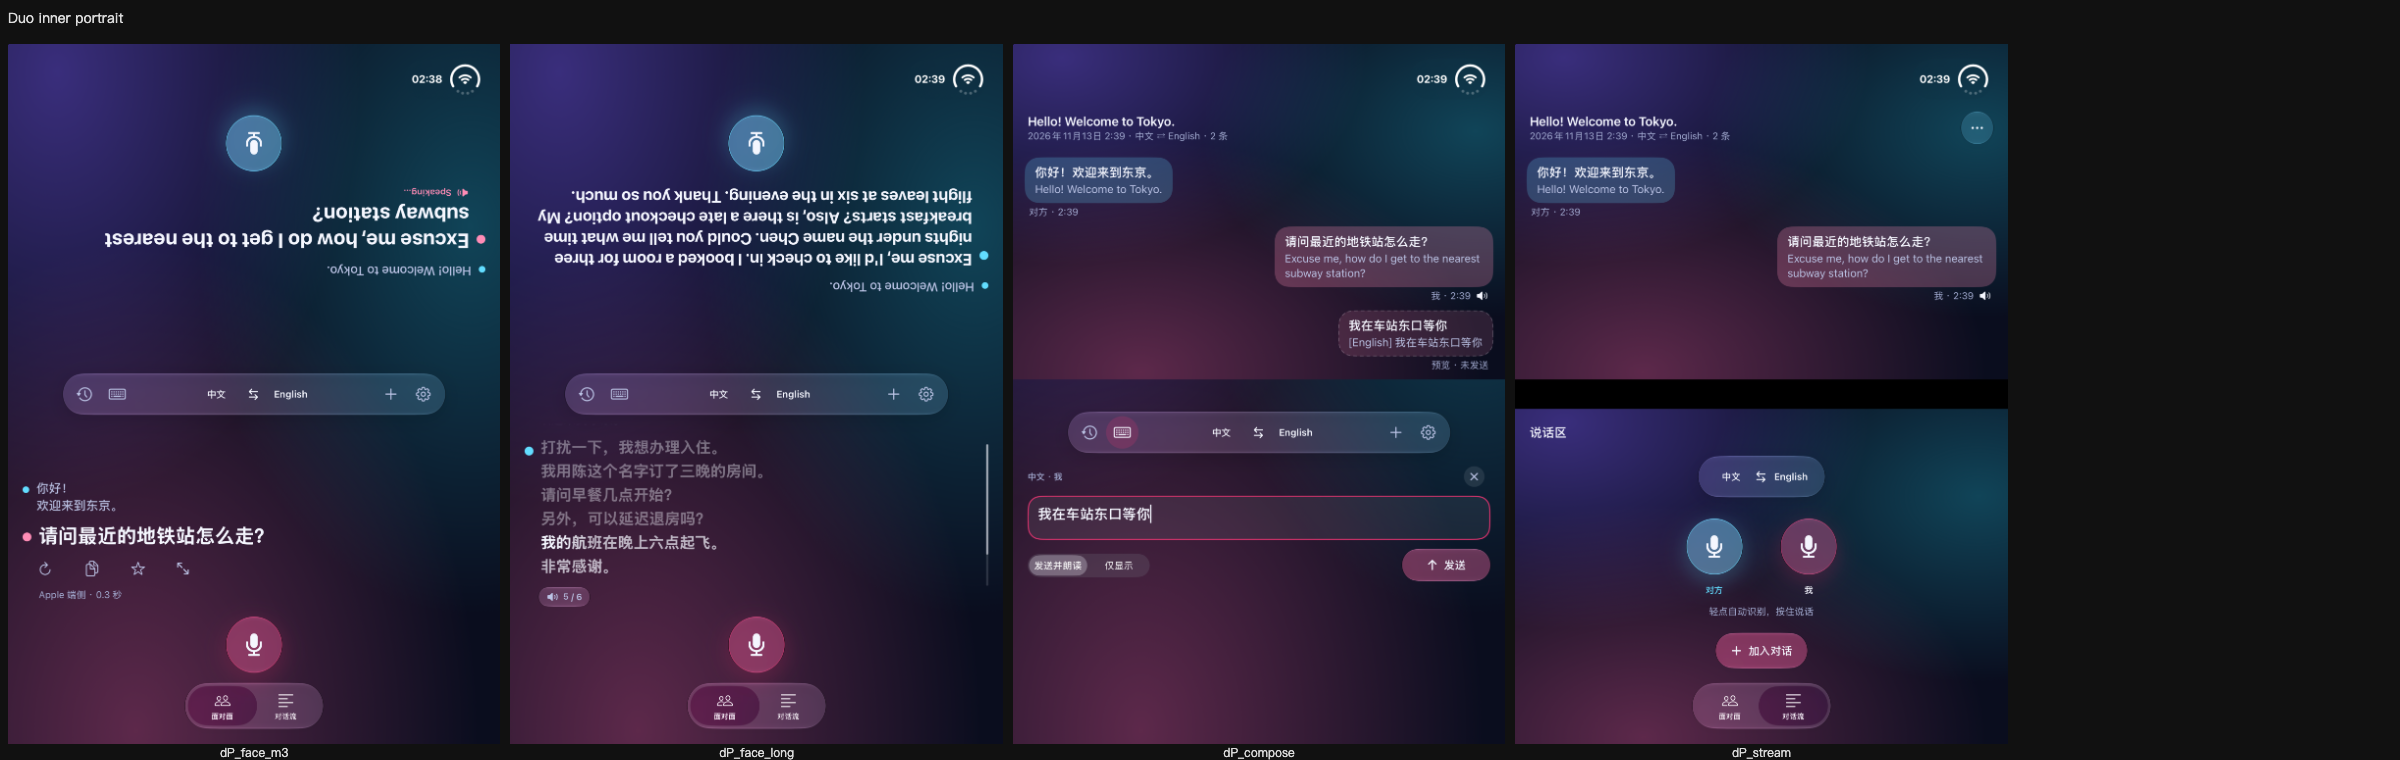 Duo inner portrait
02:38
Speaking...
subway station?
Excuse me, how do I get to the nearest
Hello! Welcome to Tokyo.
中文 ⇆ English
你好！
欢迎来到东京。
请问最近的地铁站怎么走？
Apple 端侧 · 0.3 秒
面对面
对话流
dP_face_m3
02:39
flight leaves at six in the evening. Thank you so much.
breakfast starts? Also, is there a late checkout option? My
nights under the name Chen. Could you tell me what time
Excuse me, I'd like to check in. I booked a room for three
Hello! Welcome to Tokyo.
中文 ⇆ English
打扰一下，我想办理入住。
我用陈这个名字订了三晚的房间。
请问早餐几点开始？
另外，可以延迟退房吗？
我的航班在晚上六点起飞。
非常感谢。
5 / 6
面对面
对话流
dP_face_long
02:39
Hello! Welcome to Tokyo.
2026年11月13日 2:39 · 中文 ⇌ English · 2 条
你好！欢迎来到东京。
Hello! Welcome to Tokyo.
对方 · 2:39
请问最近的地铁站怎么走？
Excuse me, how do I get to the nearest
subway station?
我 · 2:39
我在车站东口等你
[English] 我在车站东口等你
预览 · 未发送
中文 ⇆ English
中文 · 我
我在车站东口等你
发送并朗读
仅显示
发送
dP_compose
02:39
Hello! Welcome to Tokyo.
2026年11月13日 2:39 · 中文 ⇌ English · 2 条
你好！欢迎来到东京。
Hello! Welcome to Tokyo.
对方 · 2:39
请问最近的地铁站怎么走？
Excuse me, how do I get to the nearest
subway station?
我 · 2:39
说话区
中文 ⇆ English
对方
我
轻点自动识别，按住说话
+ 加入对话
面对面
对话流
dP_stream